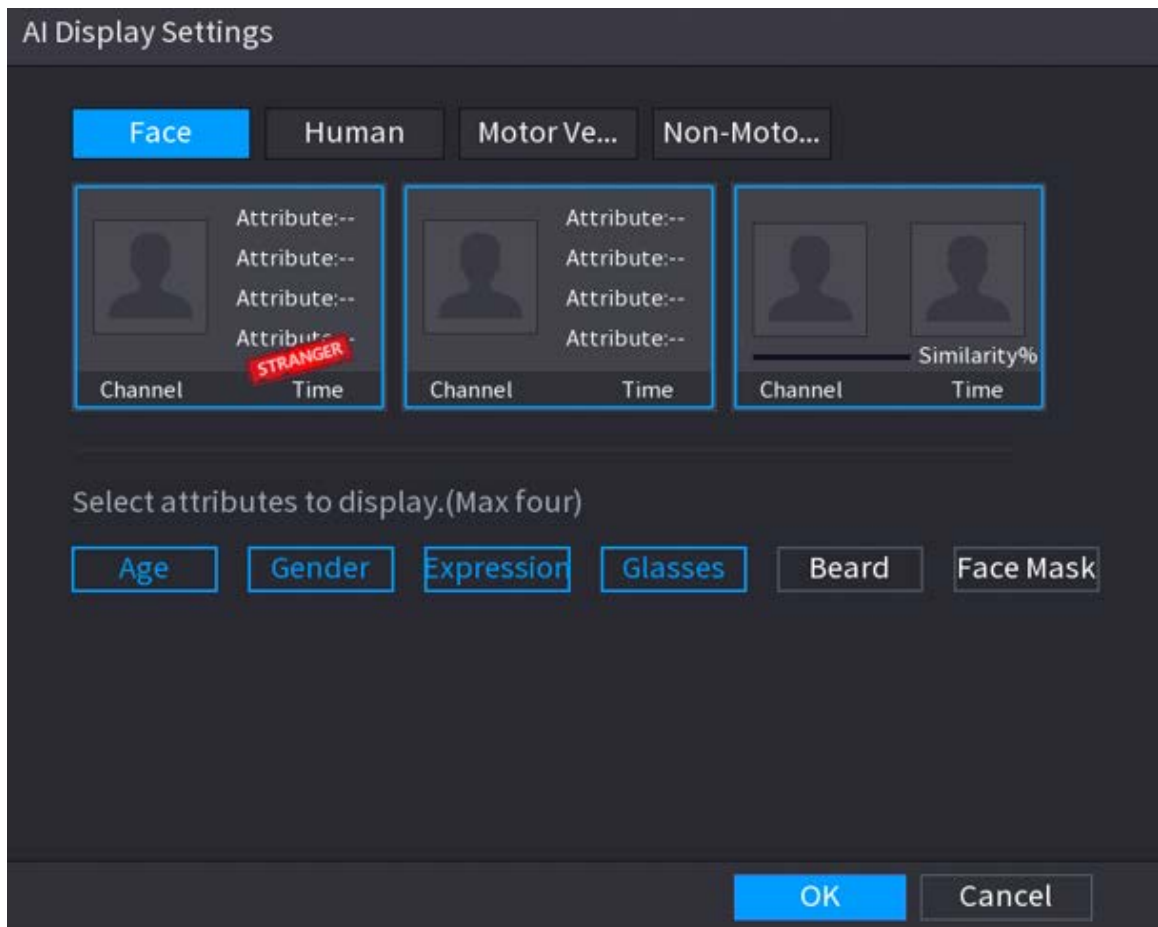 AI Display Settings
Face Human Motor Ve... Non-Moto...
Attribute:-- Attribute:--
Attribute:-- Attribute:--
Attribute:-- Attribute:--
Attribute:-- Attribute:--
STRANGER Similarity%
Channel Time Channel Time Channel Time
Select attributes to display.(Max four)
Age Gender Expression Glasses Beard Face Mask
OK Cancel